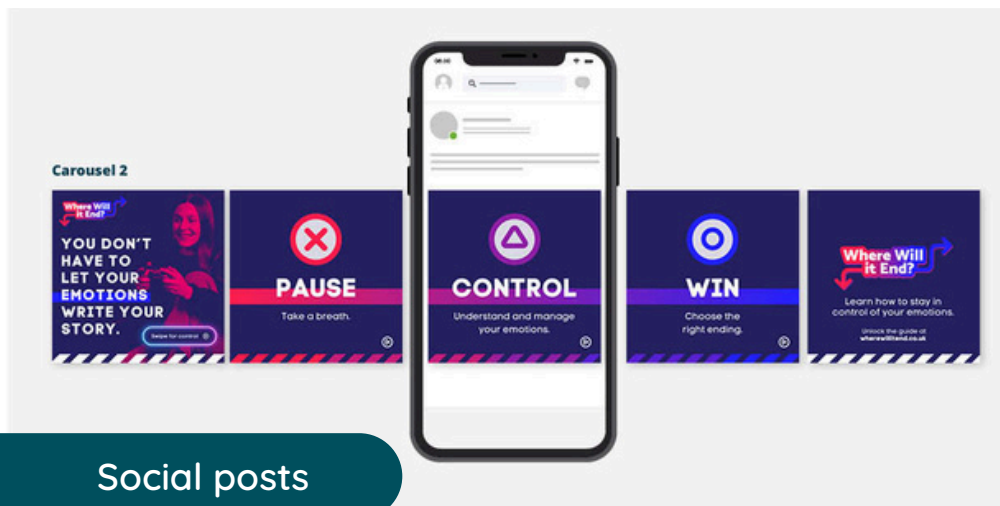 Carousel 2
Where Will
it End?
YOU DON'T
HAVE TO
LET YOUR
EMOTIONS
WRITE YOUR
STORY.
Swipe for control
PAUSE
Take a breath.
CONTROL
Understand and manage
your emotions.
WIN
Choose the
right ending.
Where Will
it End?
Learn how to stay in
control of your emotions.
Unlock the guide at
wherewillitend.co.uk
Social posts